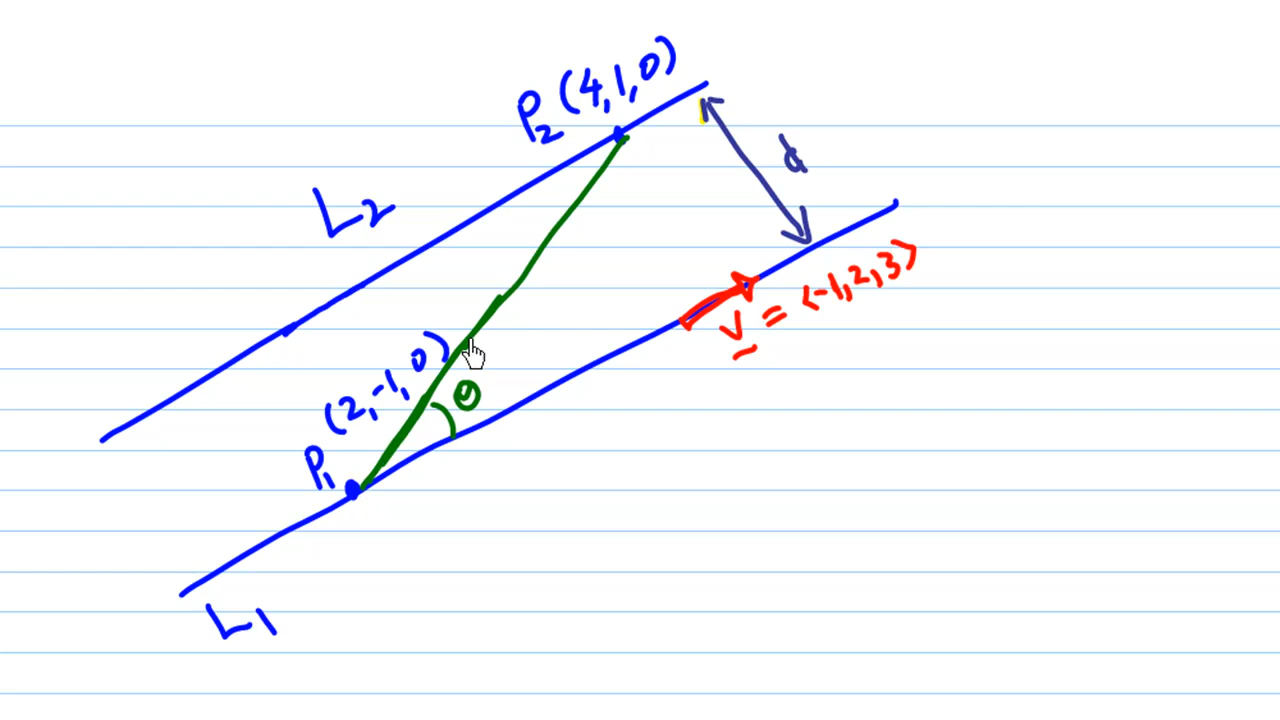 P₂ (4,1,0)
d
L₂
v = <-1,2,3>
(2,-1,0)
θ
P₁
L₁